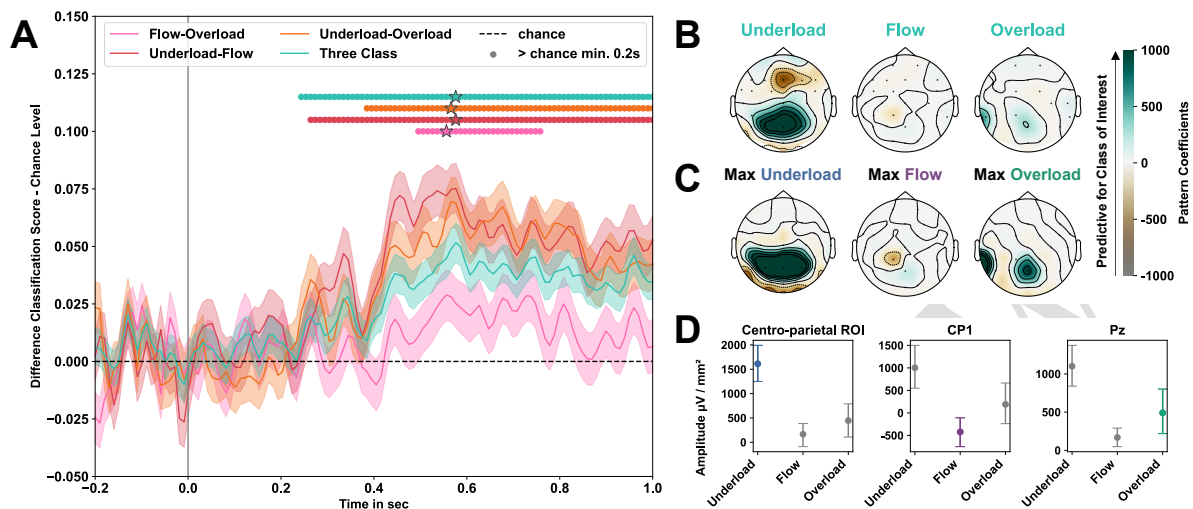 A
Flow-Overload
Underload-Flow
Underload-Overload
Three Class
chance
> chance min. 0.2s
Difference Classification Score - Chance Level
0.150
0.125
0.100
0.075
0.050
0.025
0.000
−0.025
−0.050
−0.2
0.0
0.2
0.4
0.6
0.8
1.0
Time in sec
B
Underload
Flow
Overload
C
Max Underload
Max Flow
Max Overload
Predictive for Class of Interest
Pattern Coefficients
1000
500
0
-500
-1000
D
Centro-parietal ROI
Amplitude µV / mm²
2000
1500
1000
500
0
Underload
Flow
Overload
CP1
1500
1000
500
0
-500
Underload
Flow
Overload
Pz
1000
500
0
Underload
Flow
Overload